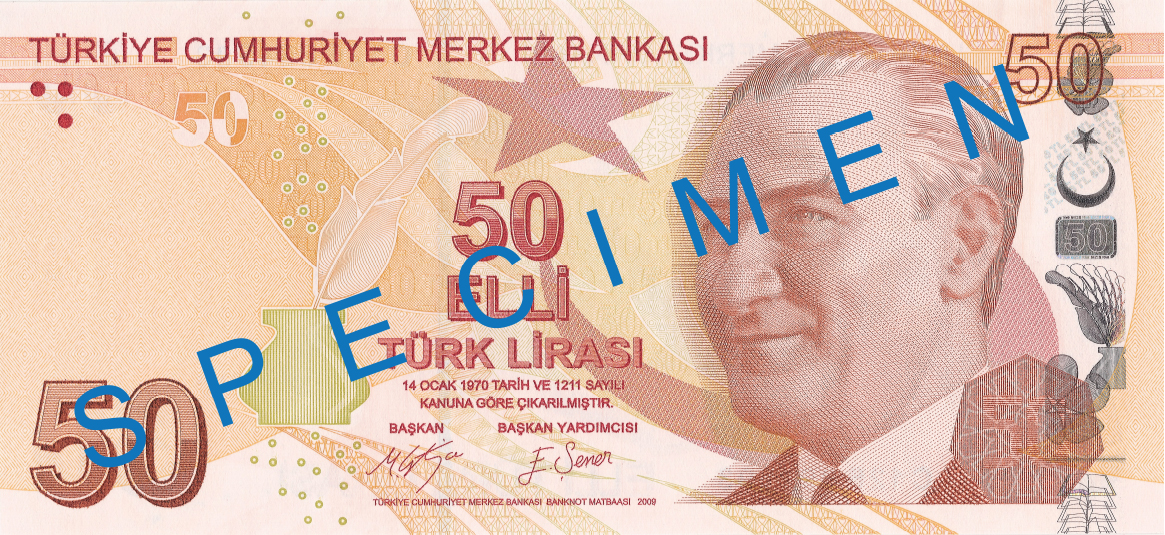 TÜRKİYE CUMHURİYET MERKEZ BANKASI
50
50
50
ELLİ
TÜRK LİRASI
14 OCAK 1970 TARİH VE 1211 SAYILI
KANUNA GÖRE ÇIKARILMIŞTIR.
BAŞKAN BAŞKAN YARDIMCISI
E. Şener
TÜRKİYE CUMHURİYET MERKEZ BANKASI BANKNOT MATBAASI 2009
50
50
SPECIMEN